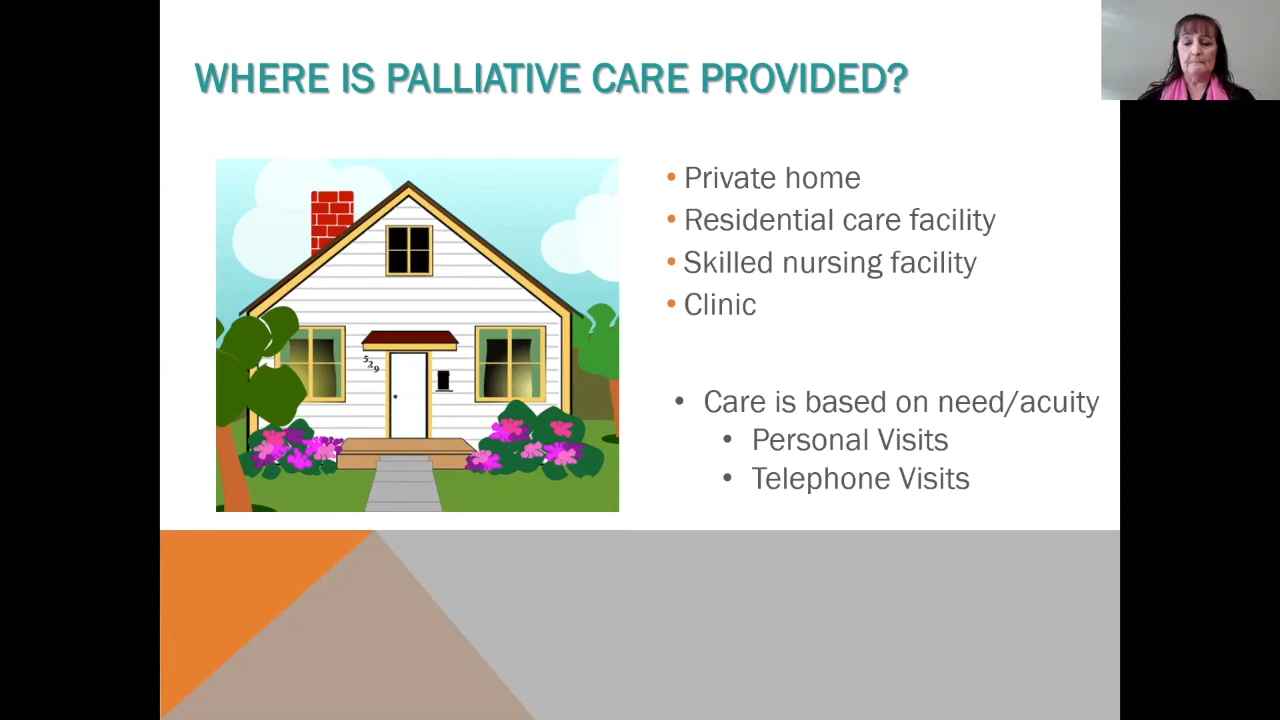 WHERE IS PALLIATIVE CARE PROVIDED?
529
• Private home
• Residential care facility
• Skilled nursing facility
• Clinic
• Care is based on need/acuity
• Personal Visits
• Telephone Visits